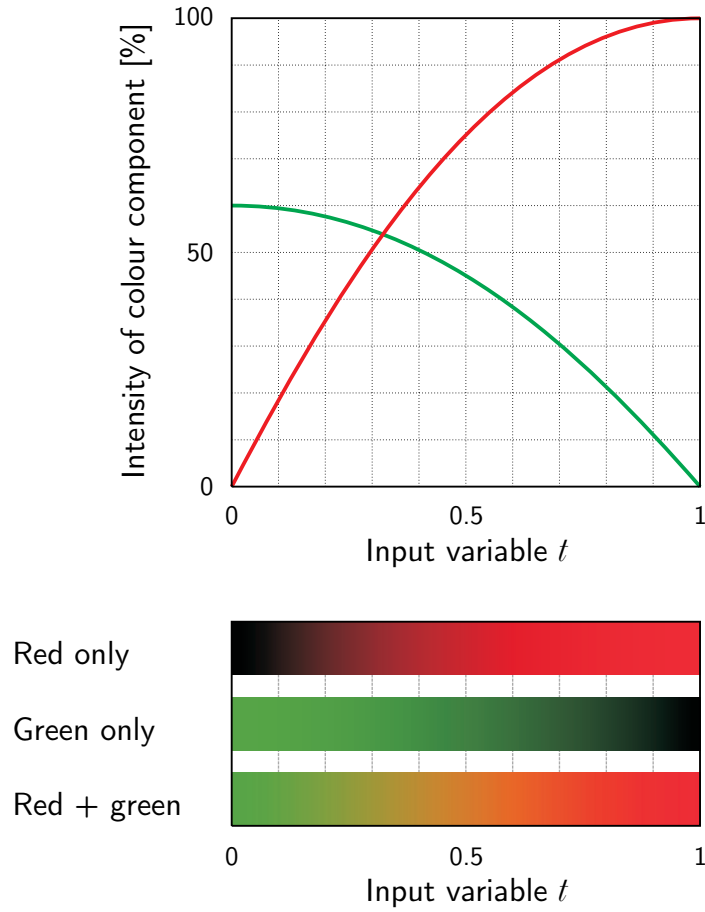 100
50
0
Intensity of colour component [%]
0 0.5 1
Input variable t
Red only
Green only
Red + green
0 0.5 1
Input variable t